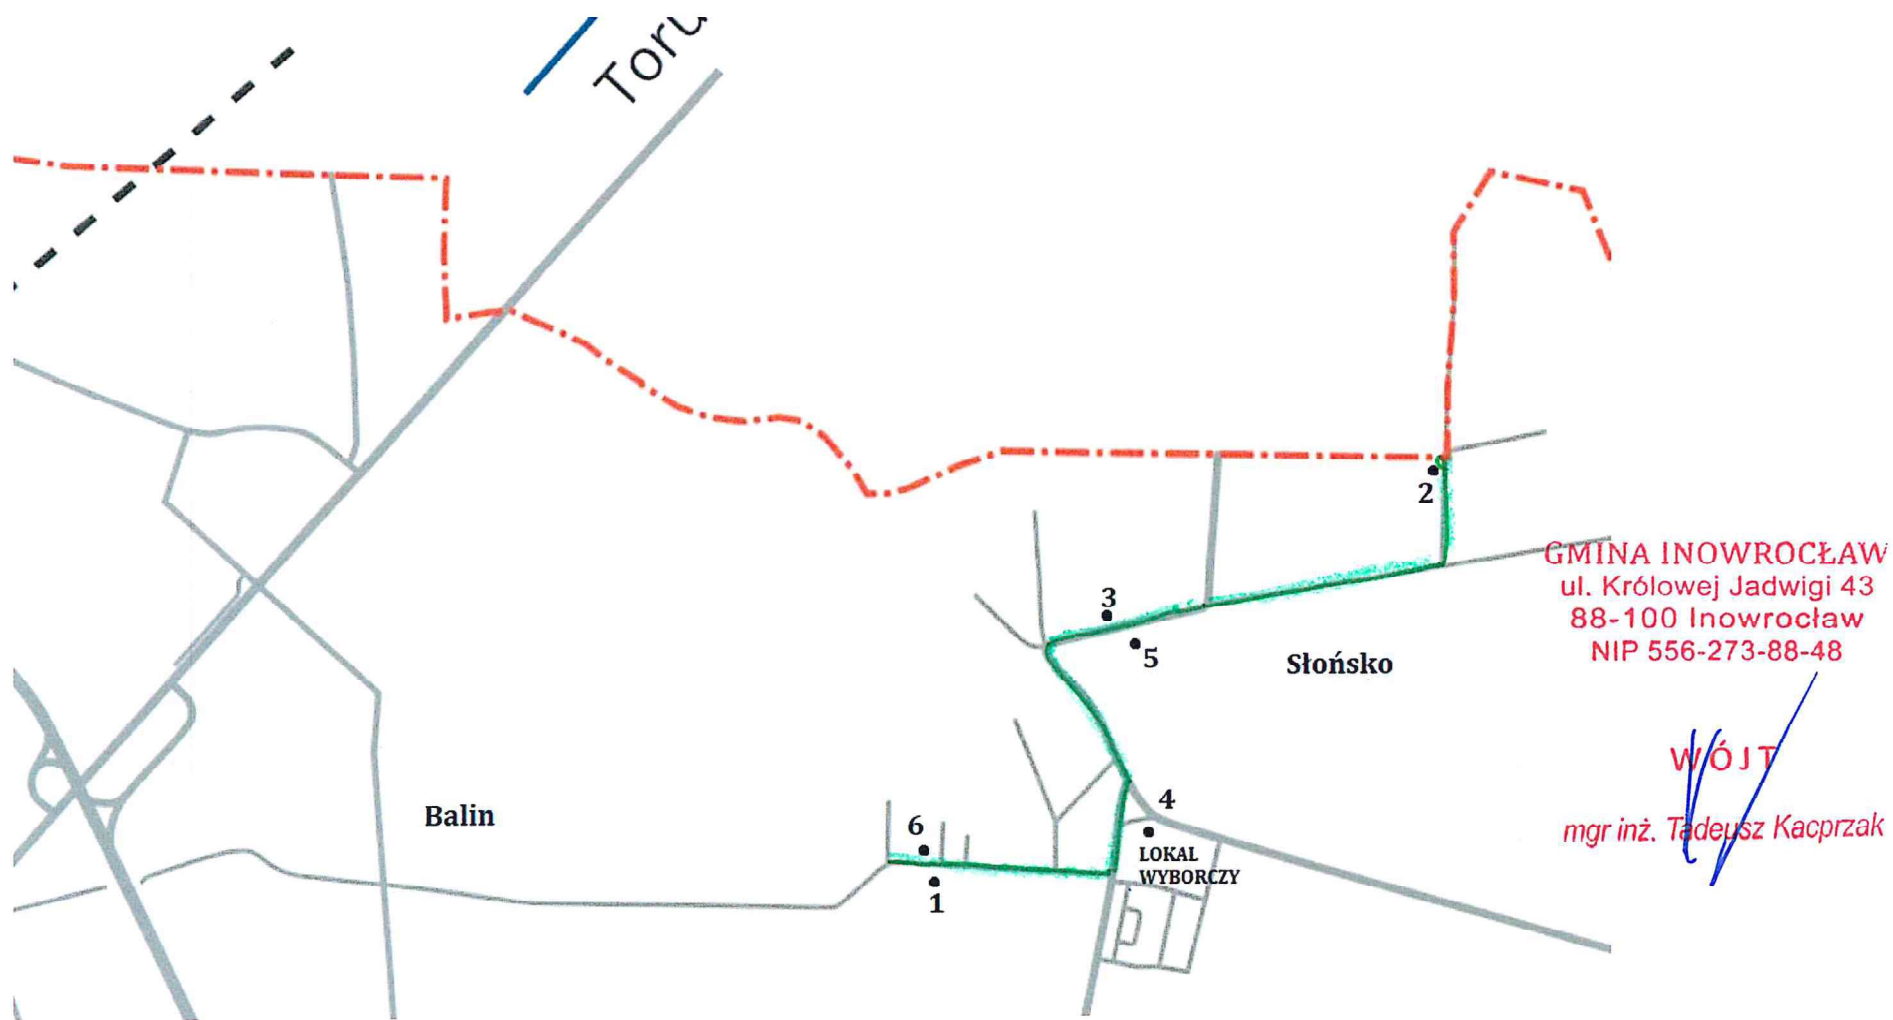 Toru
2
3
5
Słońsko
GMINA INOWROCŁAW
ul. Królowej Jadwigi 43
88-100 Inowrocław
NIP 556-273-88-48
WÓJT
mgr inż. Tadeusz Kacprzak
Balin
6
1
4
LOKAL
WYBORCZY